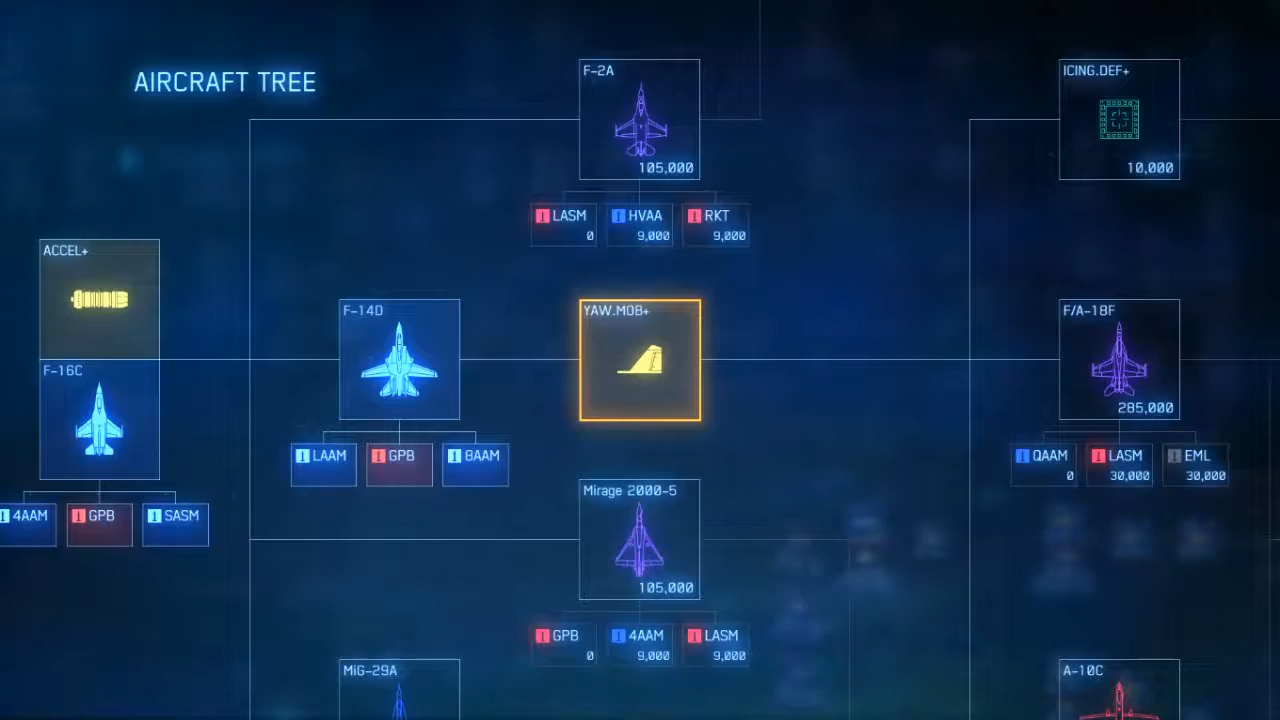 AIRCRAFT TREE
F-2A
105,000
LASM
0
HVAA
9,000
RKT
9,000
ICING.DEF+
10,000
ACCEL+
F-16C
4AAM
GPB
SASM
F-14D
LAAM
GPB
8AAM
YAW.MOB+
F/A-18F
285,000
QAAM
0
LASM
30,000
EML
30,000
Mirage 2000-5
105,000
GPB
0
4AAM
9,000
LASM
9,000
MiG-29A
A-10C